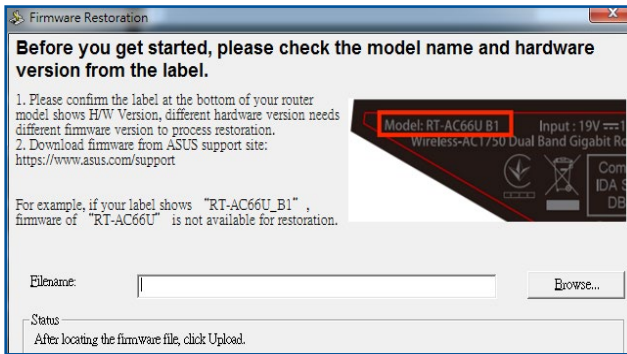 Firmware Restoration
Before you get started, please check the model name and hardware
version from the label.
1. Please confirm the label at the bottom of your router
model shows H/W Version, different hardware version needs
different firmware version to process restoration.
2. Download firmware from ASUS support site:
https://www.asus.com/support
For example, if your label shows “RT-AC66U_B1”,
firmware of “RT-AC66U” is not available for restoration.
Model: RT-AC66U B1 Input : 19V
Wireless-AC1750 Dual Band Gigabit
IDA
DB
Filename:
Browse...
Status
After locating the firmware file, click Upload.